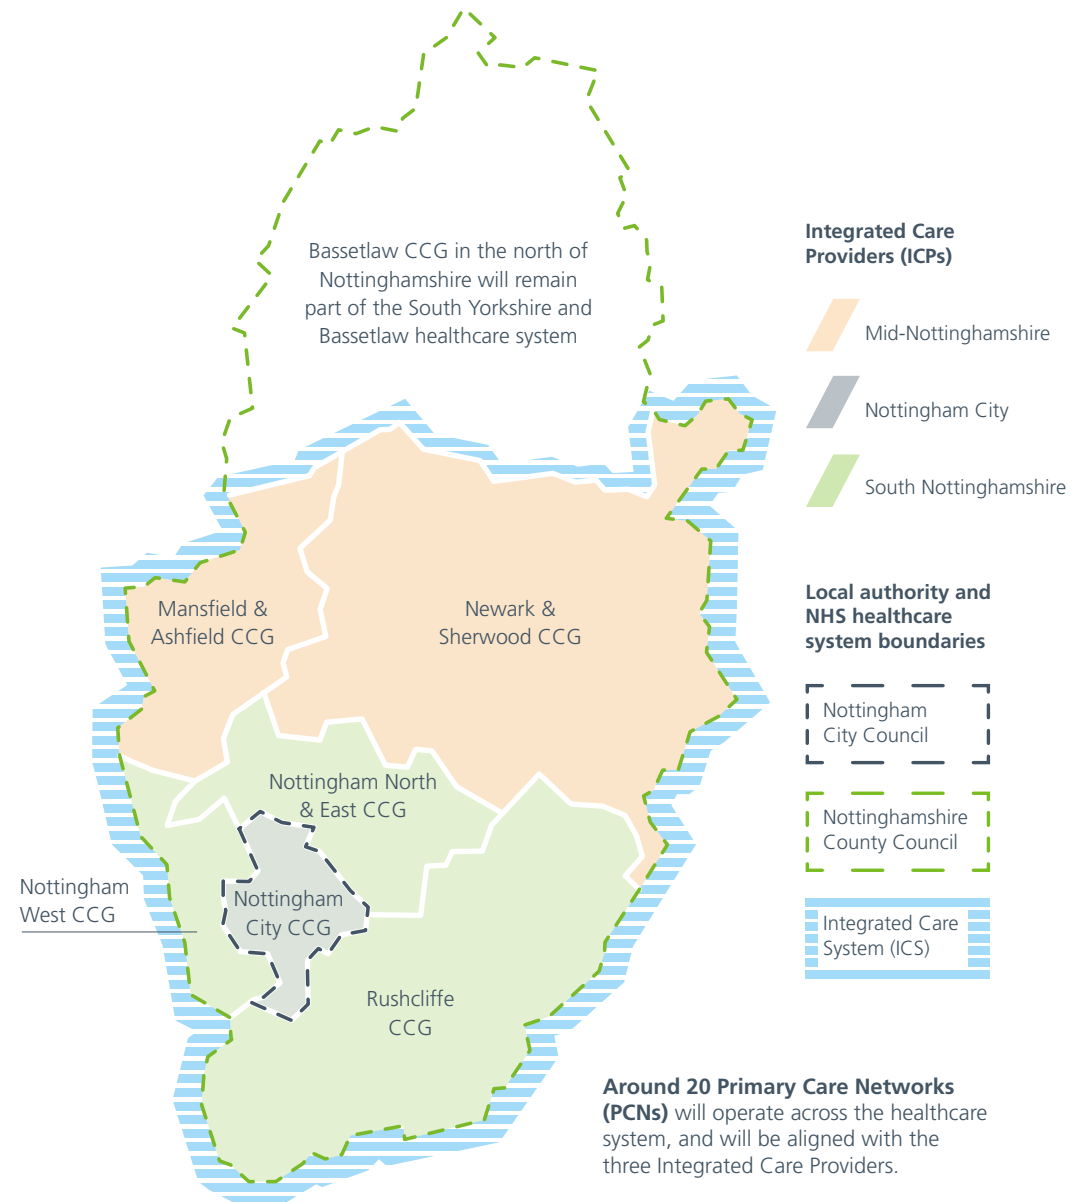 Bassetlaw CCG in the north of
Nottinghamshire will remain
part of the South Yorkshire and
Bassetlaw healthcare system
Mansfield &
Ashfield CCG
Newark &
Sherwood CCG
Nottingham North
& East CCG
Nottingham
West CCG
Nottingham
City CCG
Rushcliffe
CCG
Integrated Care
Providers (ICPs)
Mid-Nottinghamshire
Nottingham City
South Nottinghamshire
Local authority and
NHS healthcare
system boundaries
Nottingham
City Council
Nottinghamshire
County Council
Integrated Care
System (ICS)
Around 20 Primary Care Networks
(PCNs) will operate across the healthcare
system, and will be aligned with the
three Integrated Care Providers.